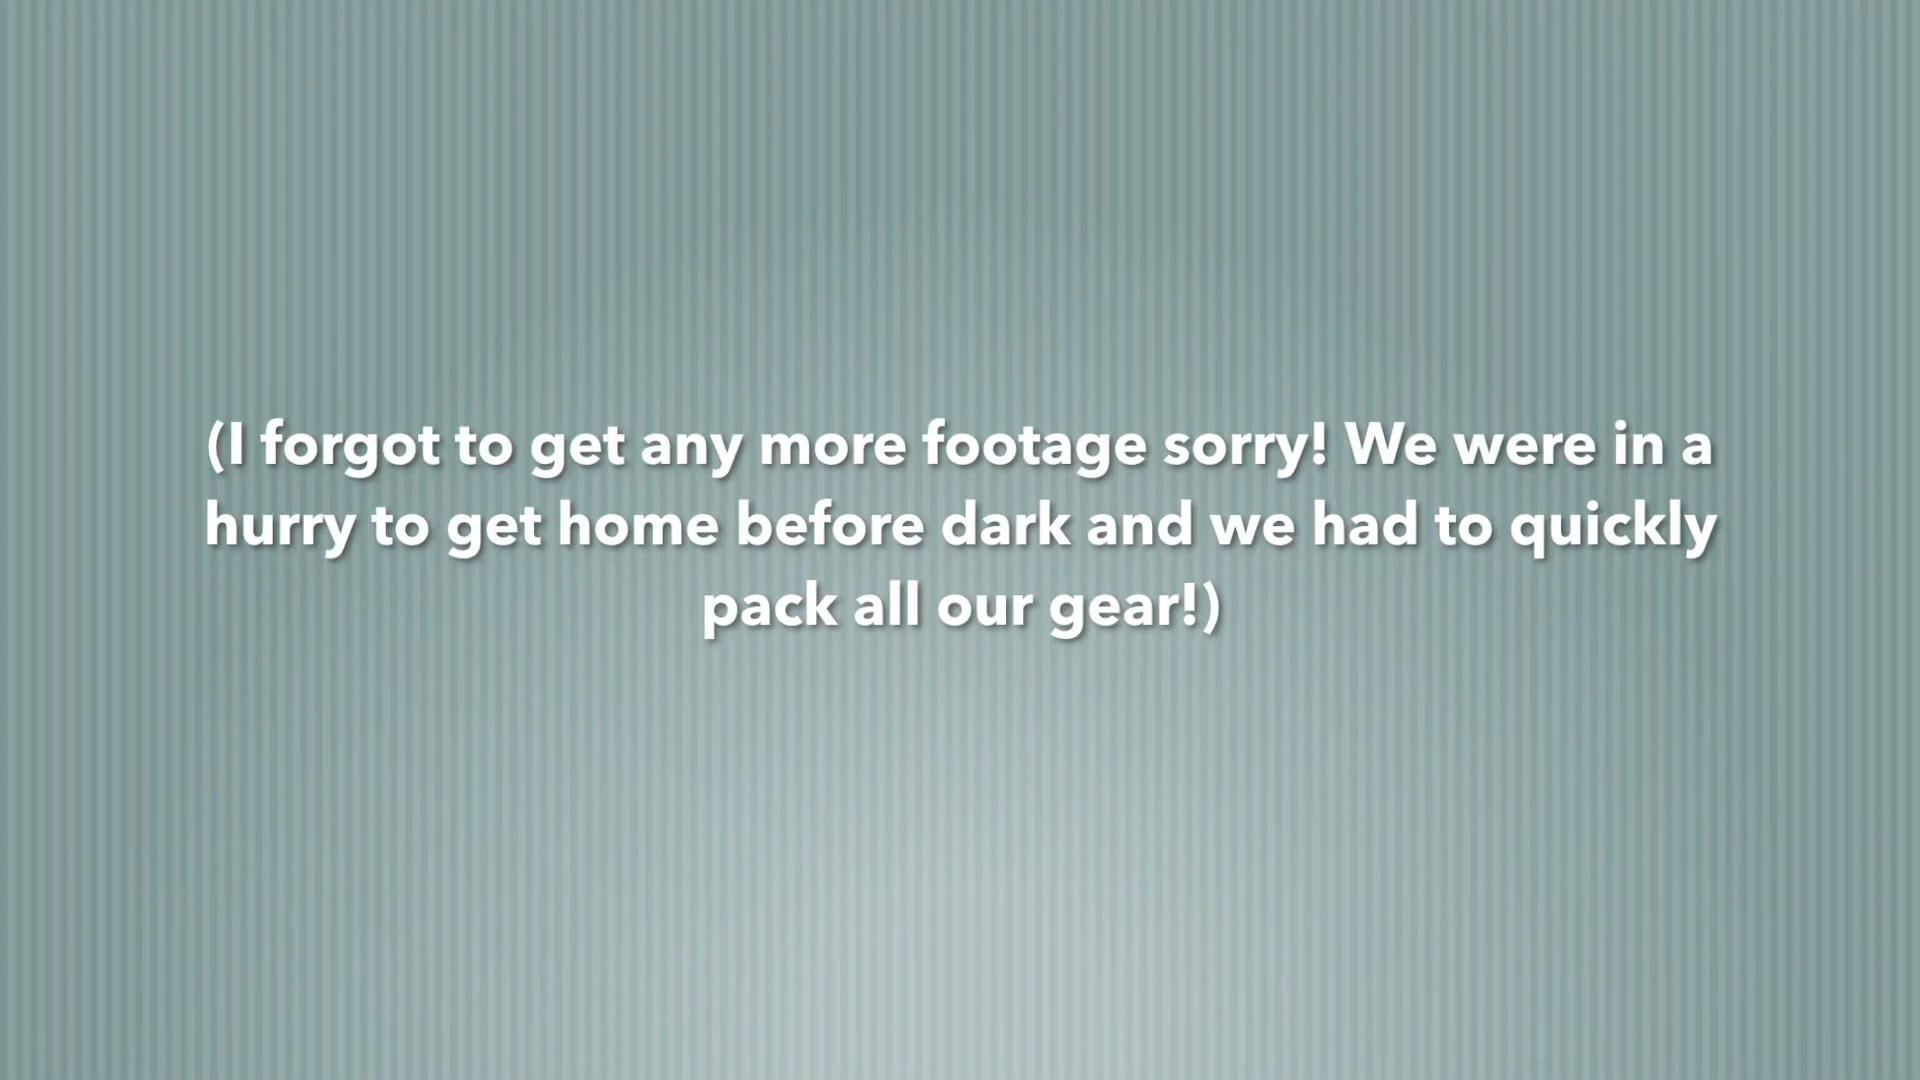 (I forgot to get any more footage sorry! We were in a
hurry to get home before dark and we had to quickly
pack all our gear!)